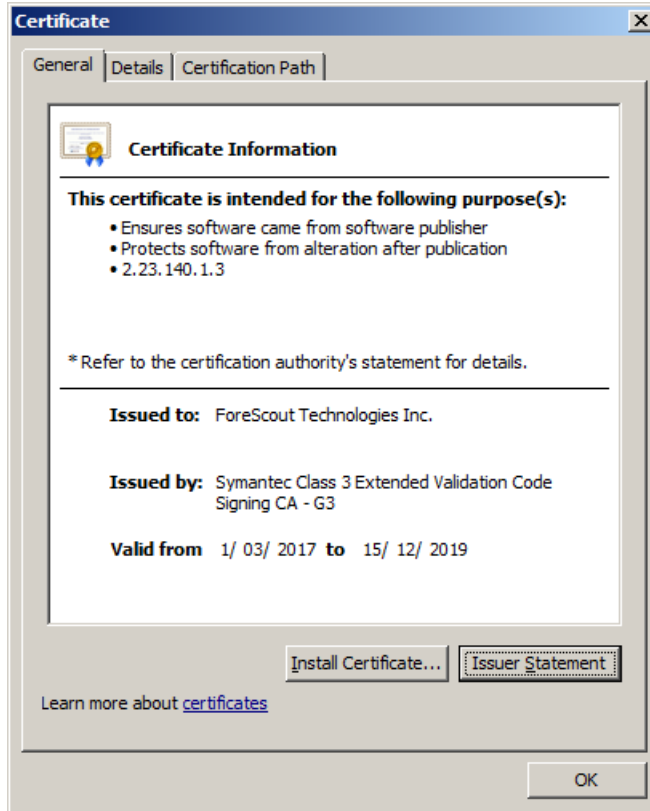 Certificate
General Details Certification Path
Certificate Information
This certificate is intended for the following purpose(s):
• Ensures software came from software publisher
• Protects software from alteration after publication
• 2.23.140.1.3
* Refer to the certification authority's statement for details.
Issued to: ForeScout Technologies Inc.
Issued by: Symantec Class 3 Extended Validation Code
Signing CA - G3
Valid from 1/ 03/ 2017 to 15/ 12/ 2019
Install Certificate... Issuer Statement
Learn more about certificates
OK